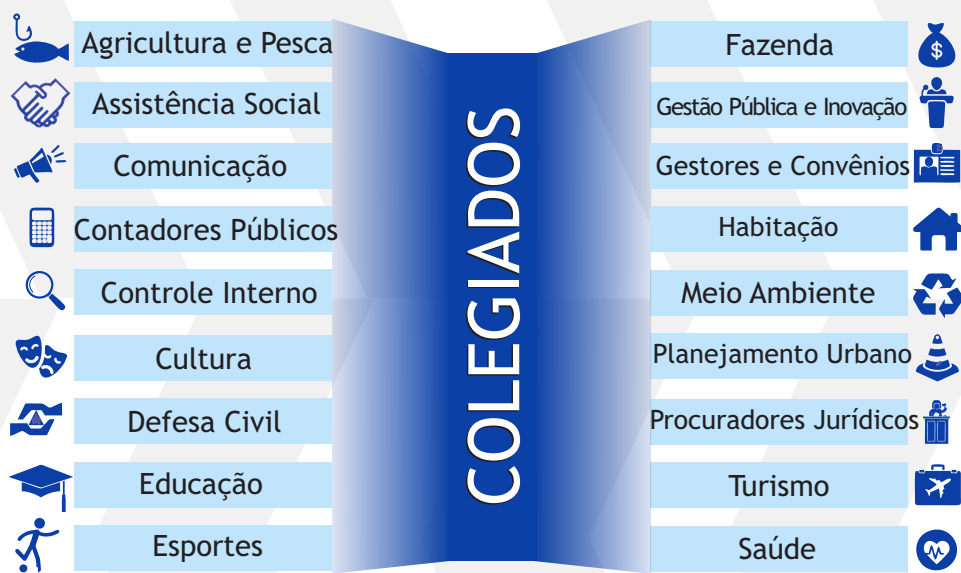 Agricultura e Pesca
Assistência Social
Comunicação
Contadores Públicos
Controle Interno
Cultura
Defesa Civil
Educação
Esportes
COLEGIADOS
Fazenda
$
Gestão Pública e Inovação
Gestores e Convênios
Habitação
Meio Ambiente
Planejamento Urbano
Procuradores Jurídicos
Turismo
Saúde